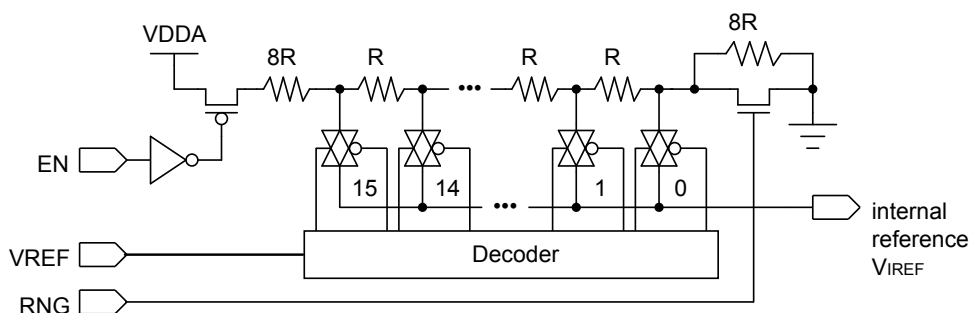 8R
VDDA
8R
R
R
R
•••
EN
15
14
1
0
•••
internal
reference
VIREF
VREF
Decoder
RNG